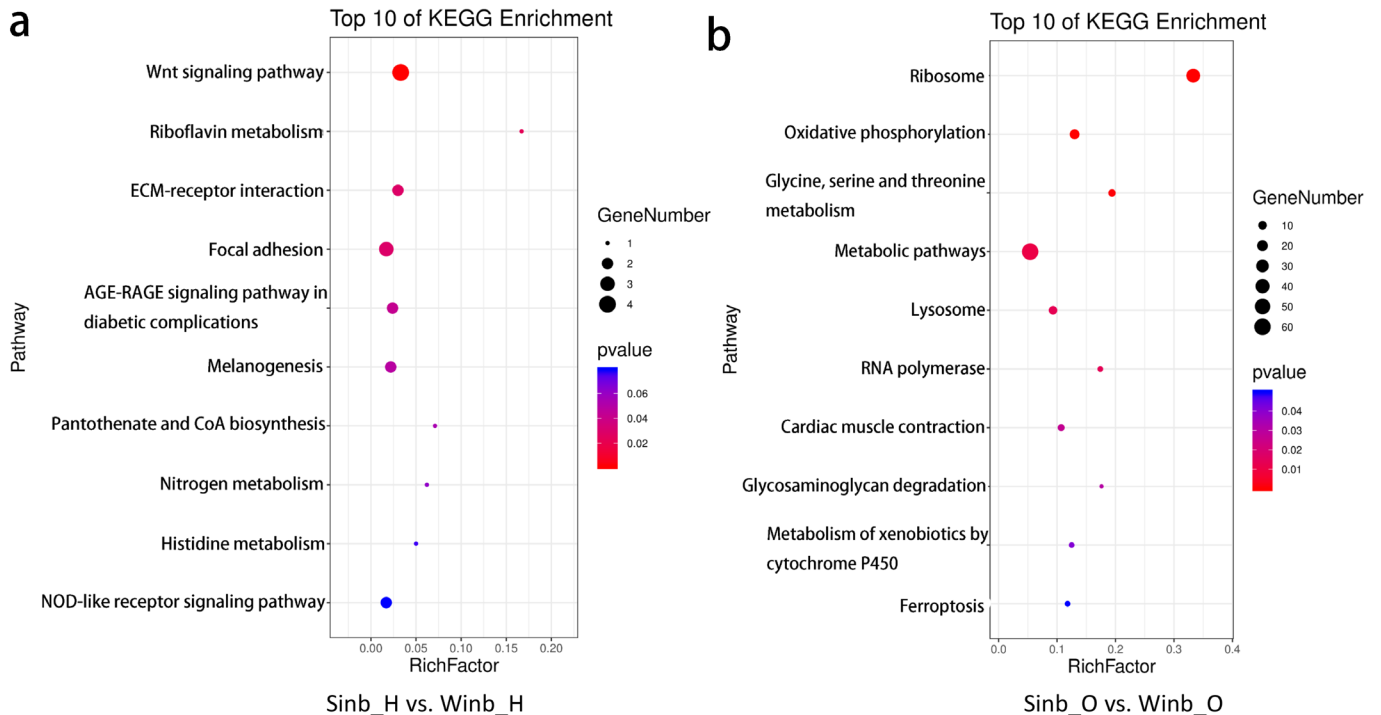 a
Top 10 of KEGG Enrichment
Pathway
Wnt signaling pathway
Riboflavin metabolism
ECM-receptor interaction
Focal adhesion
AGE-RAGE signaling pathway in
diabetic complications
Melanogenesis
Pantothenate and CoA biosynthesis
Nitrogen metabolism
Histidine metabolism
NOD-like receptor signaling pathway
0.00 0.05 0.10 0.15 0.20
RichFactor
GeneNumber
1
2
3
4
pvalue
0.06
0.04
0.02
Sinb_H vs. Winb_H
b
Top 10 of KEGG Enrichment
Pathway
Ribosome
Oxidative phosphorylation
Glycine, serine and threonine
metabolism
Metabolic pathways
Lysosome
RNA polymerase
Cardiac muscle contraction
Glycosaminoglycan degradation
Metabolism of xenobiotics by
cytochrome P450
Ferroptosis
0.0 0.1 0.2 0.3 0.4
RichFactor
GeneNumber
10
20
30
40
50
60
pvalue
0.04
0.03
0.02
0.01
Sinb_O vs. Winb_O